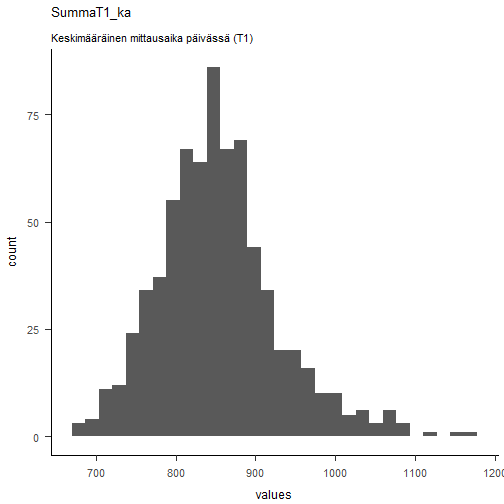 SummaT1_ka
Keskimääräinen mittausaika päivässä (T1)
75
50
25
0
count
700 800 900 1000 1100 1200
values